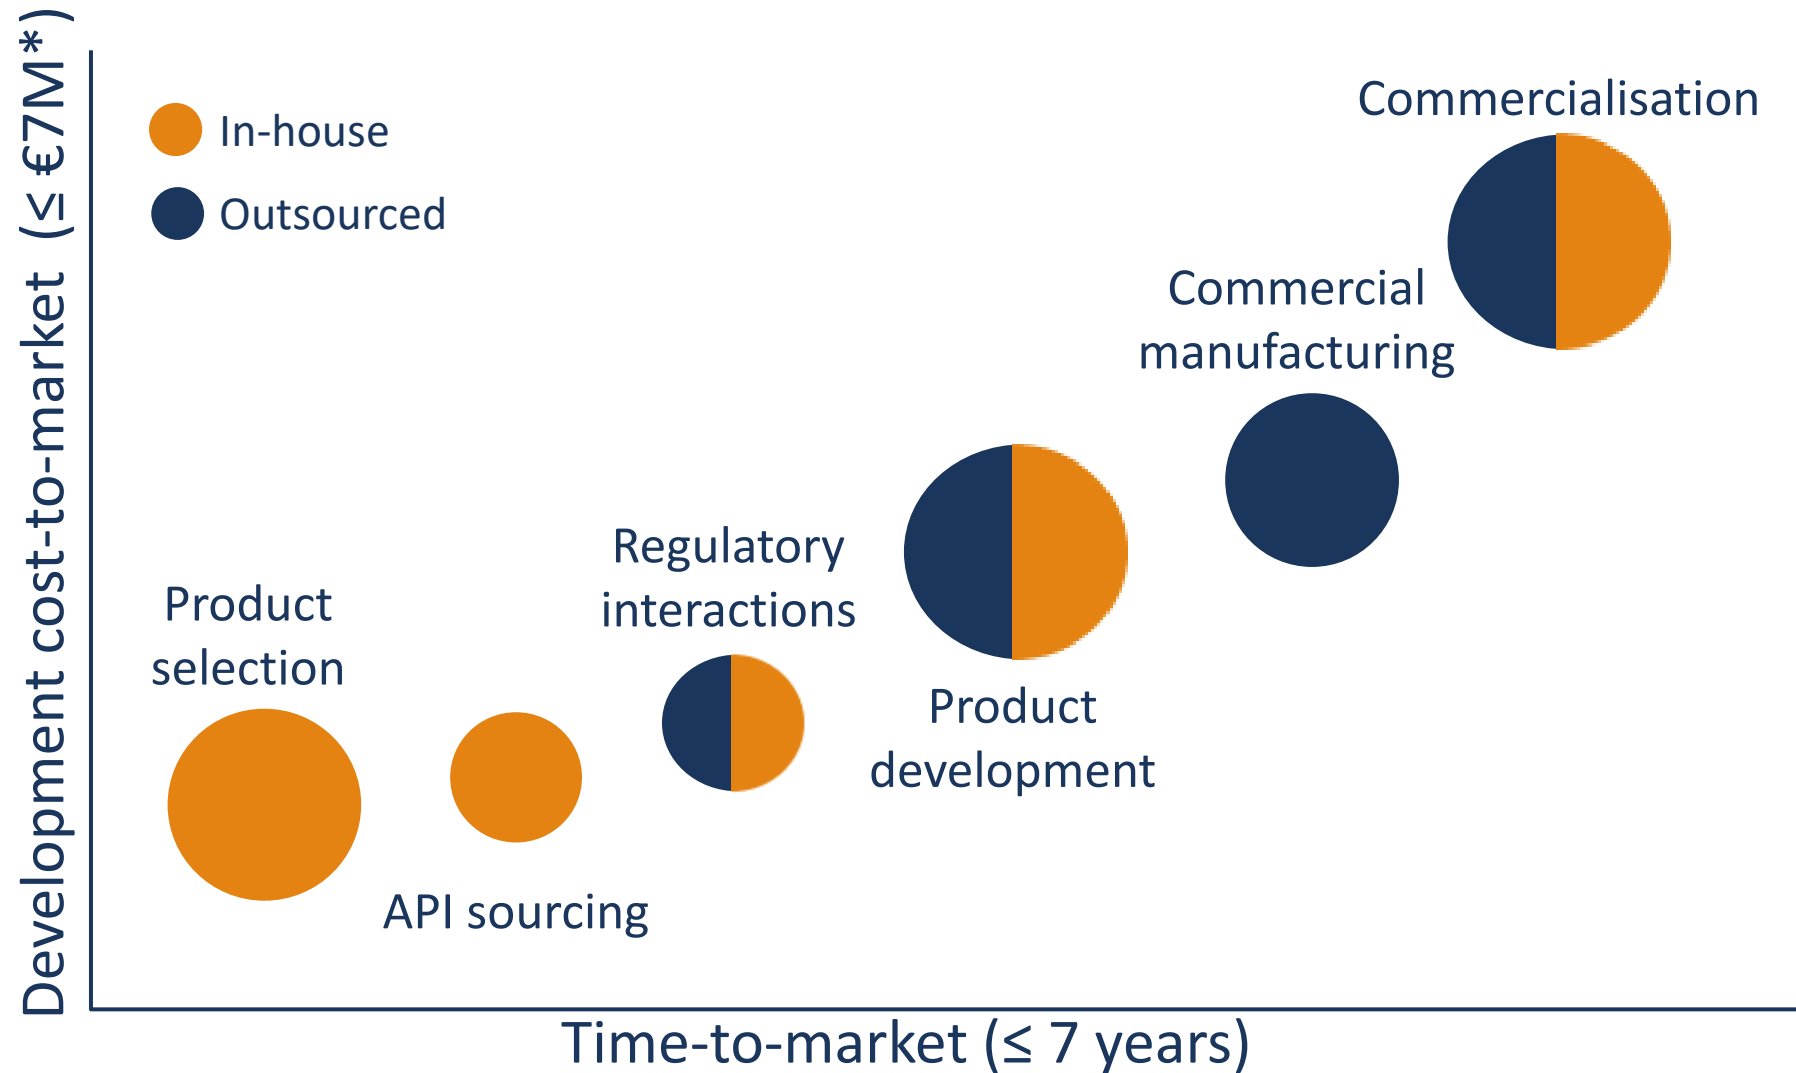 Development cost-to-market (≤ €7M*)
In-house
Outsourced
Commercialisation
Commercial
manufacturing
Regulatory
interactions
Product
selection
Product
development
API sourcing
Time-to-market (≤ 7 years)